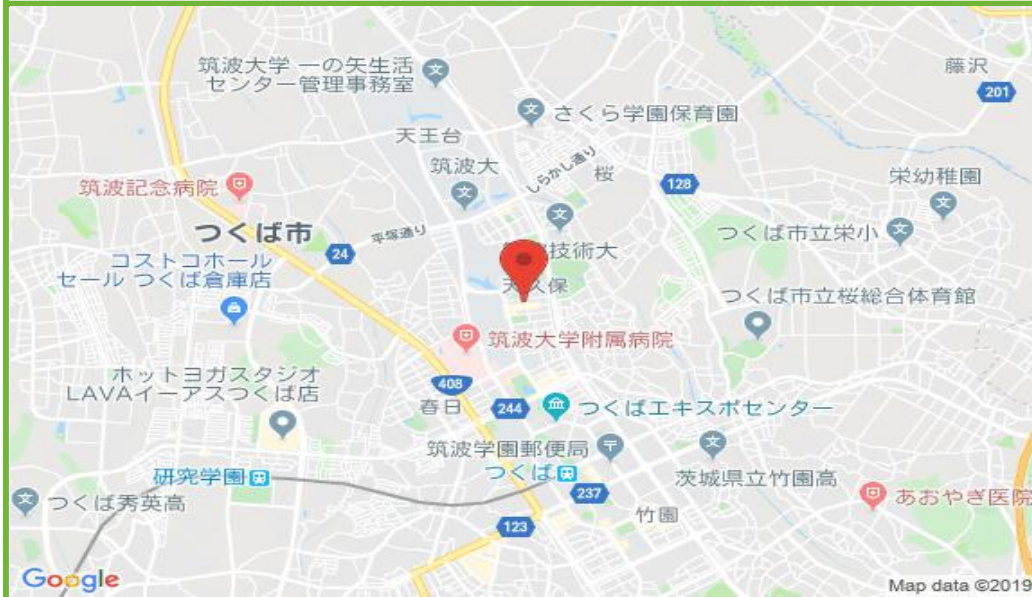 筑波大学 一の矢生活
センター管理事務室
藤沢
201
さくら学園保育園
天王台
筑波大
しらかし通り
桜
128
栄幼稚園
筑波記念病院
つくば市
平塚通り
24
技術大
つくば市立栄小
コストコホール
セール つくば倉庫店
天久保
つくば市立桜総合体育館
筑波大学附属病院
ホットヨガスタジオ
LAVAイーアスつくば店
408
春日
244
つくばエキスポセンター
筑波学園郵便局
つくば
茨城県立竹園高
研究学園
237
つくば秀英高
竹園
あおやぎ医院
123
Google
Map data ©2019